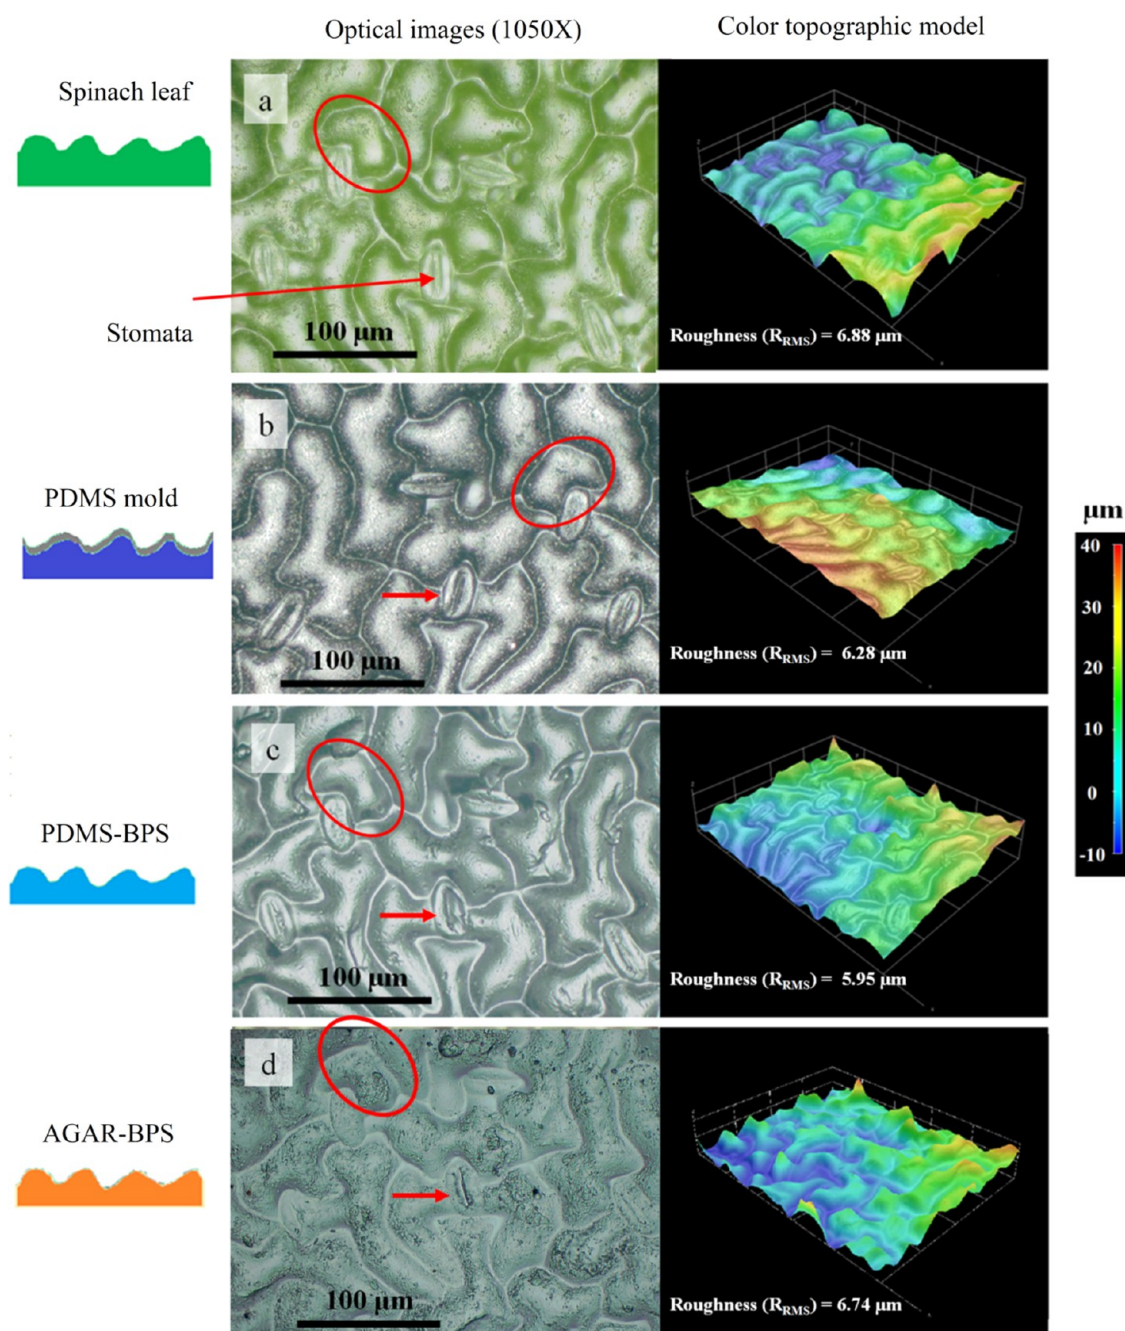 Optical images (1050X)
Color topographic model
Spinach leaf
a
Stomata
100 μm
Roughness (RRMS) = 6.88 μm
b
PDMS mold
100 μm
Roughness (RRMS) = 6.28 μm
μm
40
30
20
10
0
-10
c
PDMS-BPS
100 μm
Roughness (RRMS) = 5.95 μm
d
AGAR-BPS
100 μm
Roughness (RRMS) = 6.74 μm